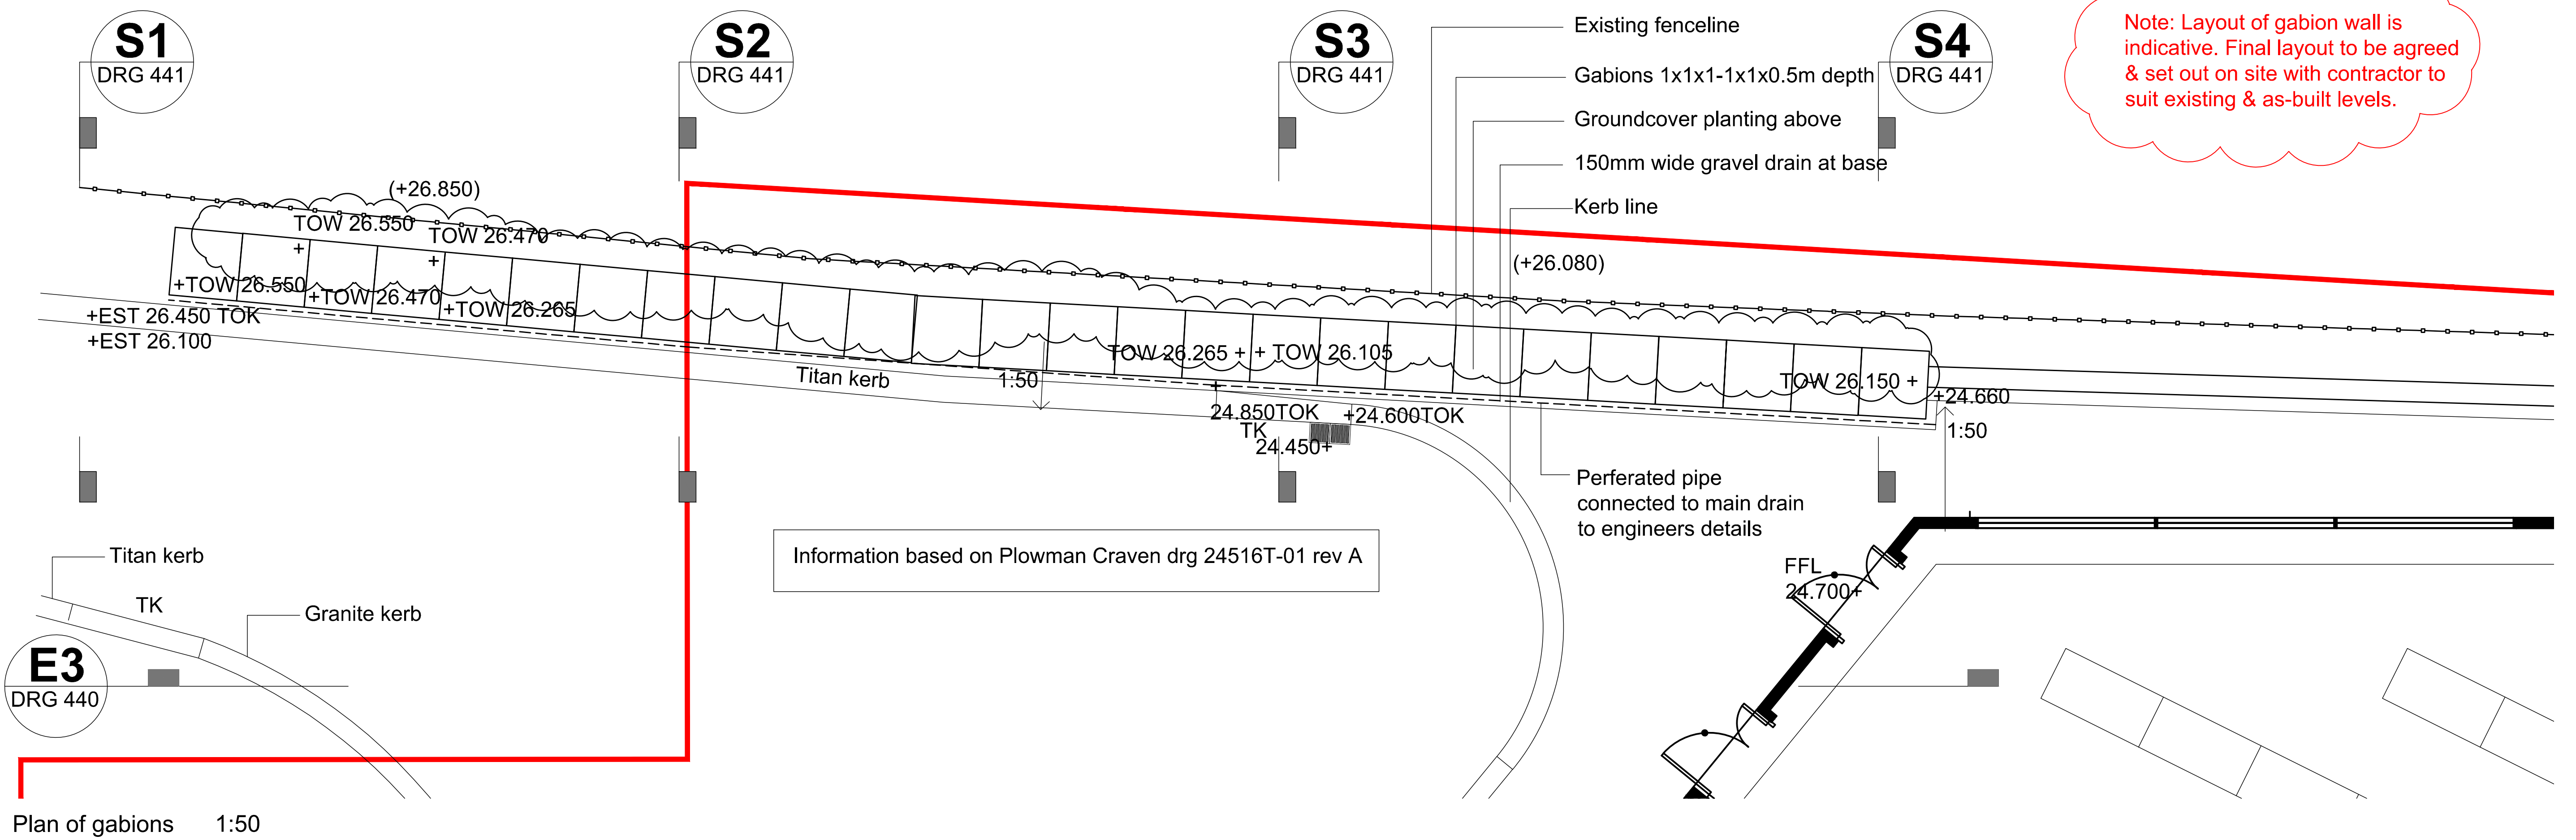 S1
DRG 441
S2
DRG 441
S3
DRG 441
S4
DRG 441
Existing fenceline
Gabions 1x1x1-1x1x0.5m depth
Groundcover planting above
150mm wide gravel drain at base
Kerb line
Note: Layout of gabion wall is
indicative. Final layout to be agreed
& set out on site with contractor to
suit existing & as-built levels.
(+26.850)
TOW 26.550
TOW 26.470
+
+
+TOW 26.550
+TOW 26.470
+TOW 26.265
+EST 26.450 TOK
+EST 26.100
(+26.080)
Titan kerb
1:50
TOW 26.265 +
+ TOW 26.105
TOW 26.150 +
+
24.850TOK
TK
24.450+
+24.600TOK
+24.660
1:50
Perferated pipe
connected to main drain
to engineers details
Information based on Plowman Craven drg 24516T-01 rev A
FFL
24.700+
Titan kerb
TK
Granite kerb
E3
DRG 440
Plan of gabions 1:50